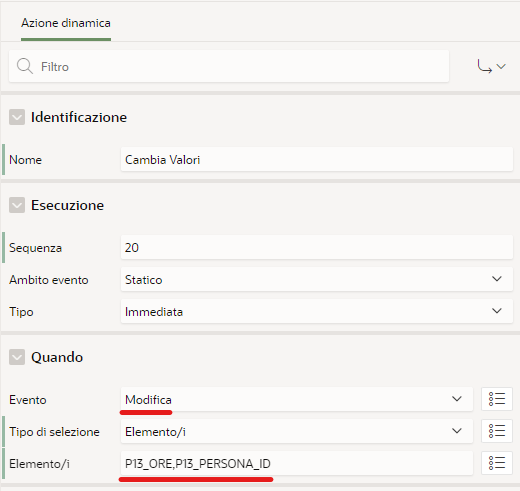 Azione dinamica
Filtro
Identificazione
Nome Cambia Valori
Esecuzione
Sequenza 20
Ambito evento Statico
Tipo Immediata
Quando
Evento Modifica
Tipo di selezione Elemento/i
Elemento/i P13_ORE,P13_PERSONA_ID